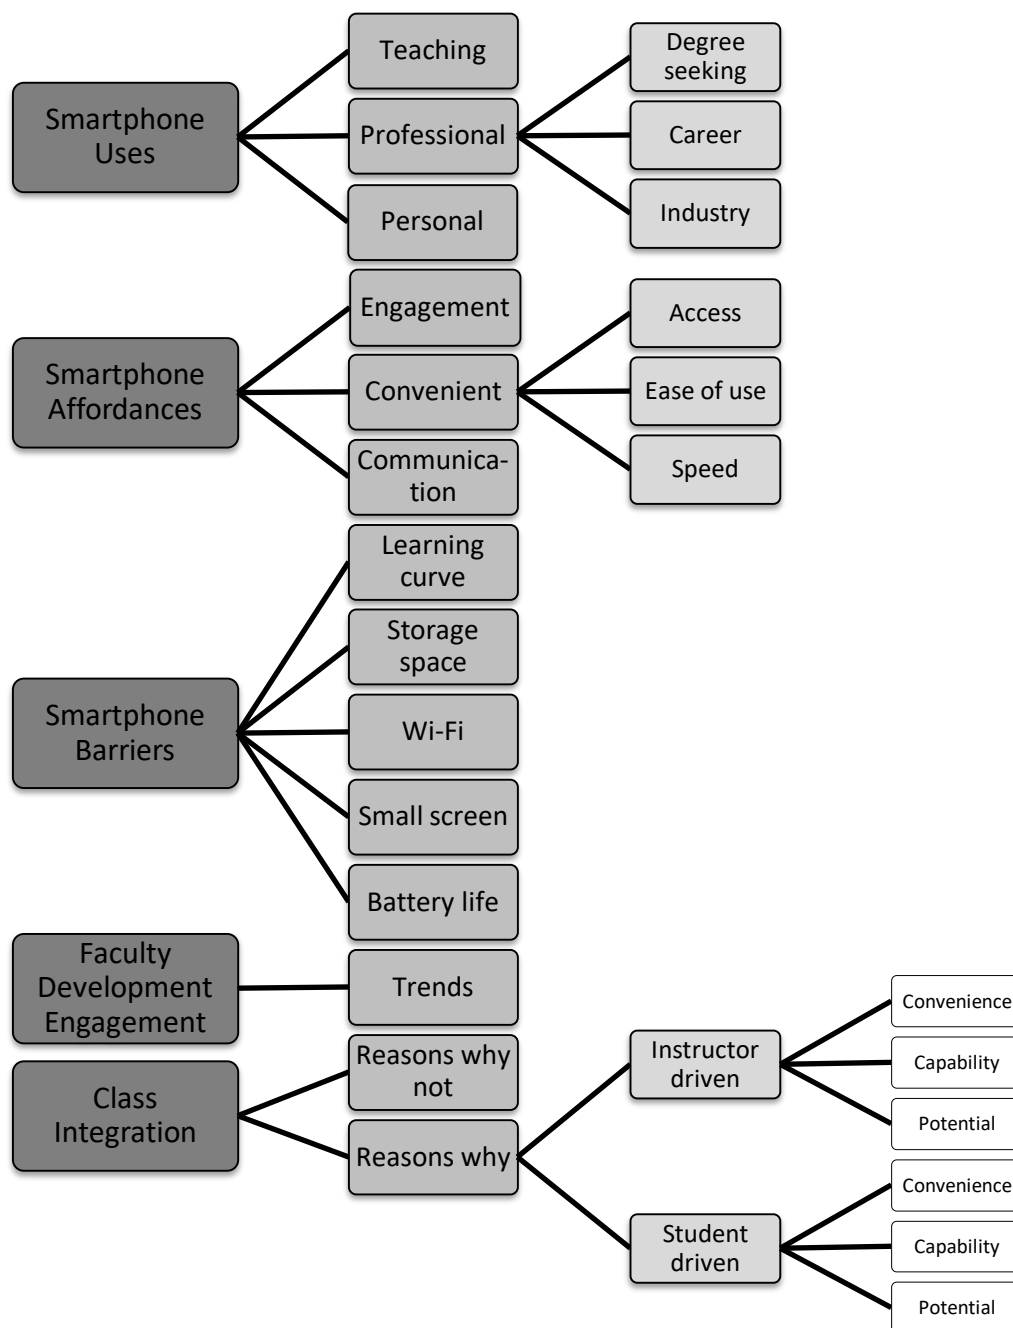 Smartphone
Uses
Teaching
Professional
Personal
Degree
seeking
Career
Industry
Smartphone
Affordances
Engagement
Convenient
Communica-
tion
Access
Ease of use
Speed
Smartphone
Barriers
Learning
curve
Storage
space
Wi-Fi
Small screen
Battery life
Faculty
Development
Engagement
Trends
Class
Integration
Reasons why
not
Reasons why
Instructor
driven
Convenience
Capability
Potential
Student
driven
Convenience
Capability
Potential